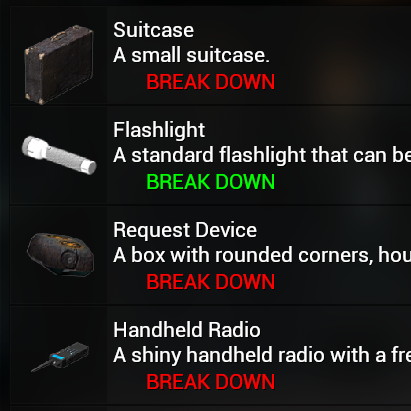 Suitcase
A small suitcase.
BREAK DOWN
Flashlight
A standard flashlight that can be
BREAK DOWN
Request Device
A box with rounded corners, hou
BREAK DOWN
Handheld Radio
A shiny handheld radio with a fre
BREAK DOWN